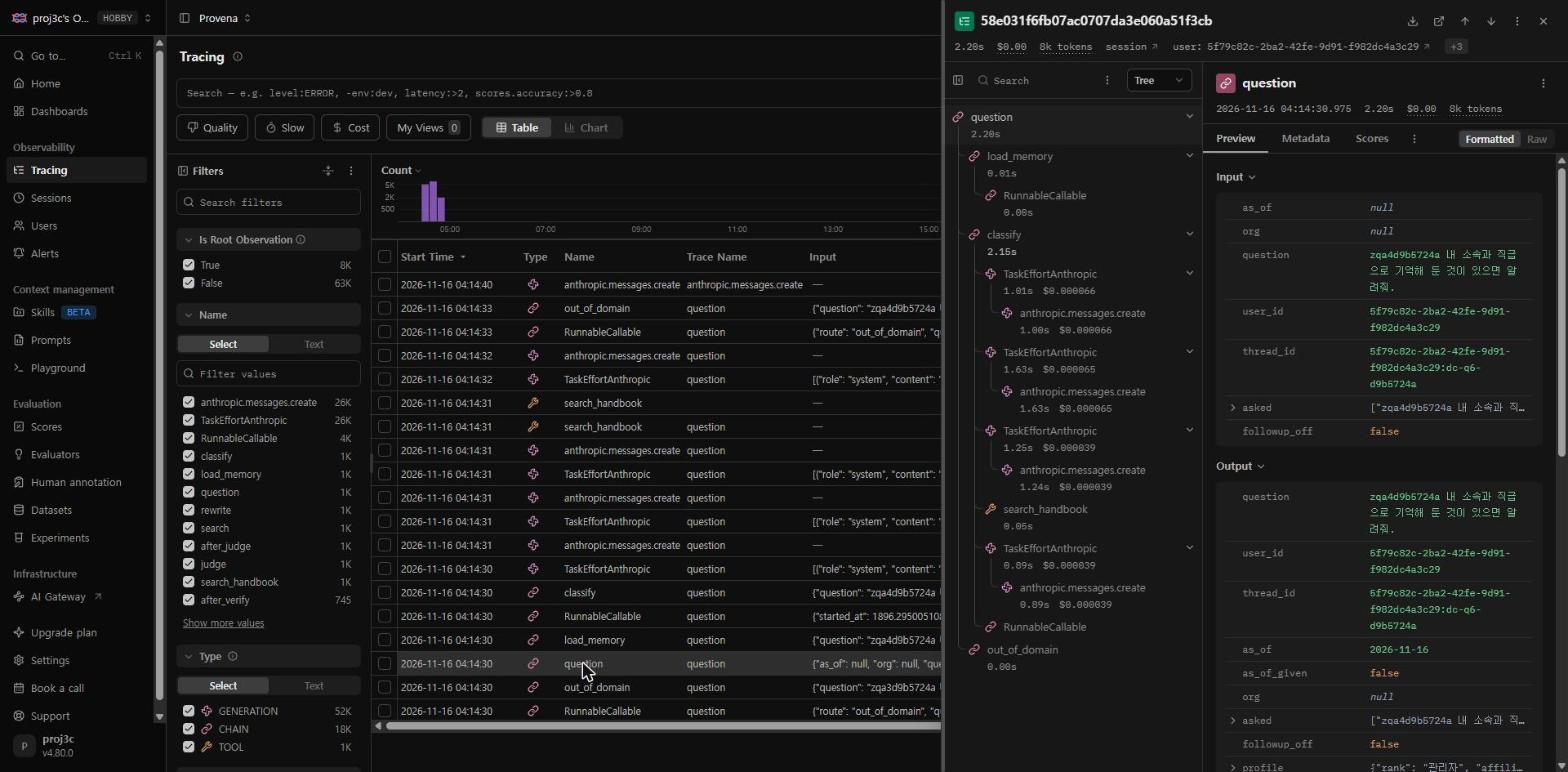 proj3c's O... HOBBY
Go to... Ctrl K
Home
Dashboards
Observability
Tracing
Sessions
Users
Alerts
Context management
Skills BETA
Prompts
Playground
Evaluation
Scores
Evaluators
Human annotation
Datasets
Experiments
Infrastructure
AI Gateway
Upgrade plan
Settings
Book a call
Support
P proj3c
v4.80.0
Provena
Tracing
Search — e.g. level:ERROR, -env:dev, latency:>2, scores.accuracy:>0.8
Quality Slow Cost My Views 0 Table Chart
Filters
Search filters
Is Root Observation
True 8K
False 63K
Name
Select Text
Filter values
anthropic.messages.create 26K
TaskEffortAnthropic 26K
RunnableCallable 4K
classify 1K
load_memory 1K
question 1K
rewrite 1K
search 1K
after_judge 1K
judge 1K
search_handbook 1K
after_verify 745
Show more values
Type
Select Text
GENERATION 52K
CHAIN 18K
TOOL 1K
Count
5K
2K
500
05:00 07:00 09:00 11:00 13:00 15:00
Start Time Type Name Trace Name Input
2026-11-16 04:14:40 anthropic.messages.create anthropic.messages.create —
2026-11-16 04:14:33 out_of_domain question {"question": "zqa4d9b5724a
2026-11-16 04:14:33 RunnableCallable question {"route": "out_of_domain", "q
2026-11-16 04:14:32 anthropic.messages.create question —
2026-11-16 04:14:32 TaskEffortAnthropic question [{"role": "system", "content": "
2026-11-16 04:14:31 search_handbook question —
2026-11-16 04:14:31 search_handbook question —
2026-11-16 04:14:31 anthropic.messages.create question —
2026-11-16 04:14:31 TaskEffortAnthropic question [{"role": "system", "content": "
2026-11-16 04:14:31 anthropic.messages.create question —
2026-11-16 04:14:31 TaskEffortAnthropic question [{"role": "system", "content": "
2026-11-16 04:14:31 anthropic.messages.create question —
2026-11-16 04:14:30 TaskEffortAnthropic question [{"role": "system", "content": "
2026-11-16 04:14:30 classify question {"question": "zqa4d9b5724a
2026-11-16 04:14:30 RunnableCallable question {"started_at": 1896.295005108
2026-11-16 04:14:30 load_memory question {"question": "zqa4d9b5724a
2026-11-16 04:14:30 question question {"as_of": null, "org": null, "que
2026-11-16 04:14:30 out_of_domain question {"question": "zqa3d9b5724a
2026-11-16 04:14:30 RunnableCallable question {"route": "out_of_domain", "q
58e031f6fb07ac0707da3e060a51f3cb
2.20s $0.00 8k tokens session user: 5f79c82c-2ba2-42fe-9d91-f982dc4a3c29 +3
Search Tree
question
2.20s
load_memory
0.01s
RunnableCallable
0.00s
classify
2.15s
TaskEffortAnthropic
1.01s $0.000066
anthropic.messages.create
1.00s $0.000066
TaskEffortAnthropic
1.63s $0.000065
anthropic.messages.create
1.63s $0.000065
TaskEffortAnthropic
1.25s $0.000039
anthropic.messages.create
1.24s $0.000039
search_handbook
0.05s
TaskEffortAnthropic
0.89s $0.000039
anthropic.messages.create
0.89s $0.000039
RunnableCallable
out_of_domain
0.00s
question
2026-11-16 04:14:30.975 2.20s $0.00 8k tokens
Preview Metadata Scores Formatted Raw
Input
as_of null
org null
question zqa4d9b5724a 내 소속과 직급
으로 기억해 둔 것이 있으면 알
려줘.
user_id 5f79c82c-2ba2-42fe-9d91-
f982dc4a3c29
thread_id 5f79c82c-2ba2-42fe-9d91-
f982dc4a3c29:dc-q6-
d9b5724a
asked ["zqa4d9b5724a 내 소속과 직…
followup_off false
Output
question zqa4d9b5724a 내 소속과 직급
으로 기억해 둔 것이 있으면 알
려줘.
user_id 5f79c82c-2ba2-42fe-9d91-
f982dc4a3c29
thread_id 5f79c82c-2ba2-42fe-9d91-
f982dc4a3c29:dc-q6-
d9b5724a
as_of 2026-11-16
as_of_given false
org null
asked ["zqa4d9b5724a 내 소속과 직…
followup_off false
profile {"rank": "관리자", "affili…